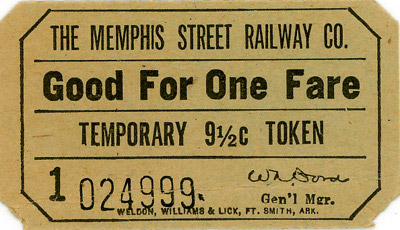 THE MEMPHIS STREET RAILWAY CO.
Good For One Fare
TEMPORARY 9½c TOKEN
1 024999
Gen'l Mgr.
WELDON, WILLIAMS & LICK, FT. SMITH, ARK.